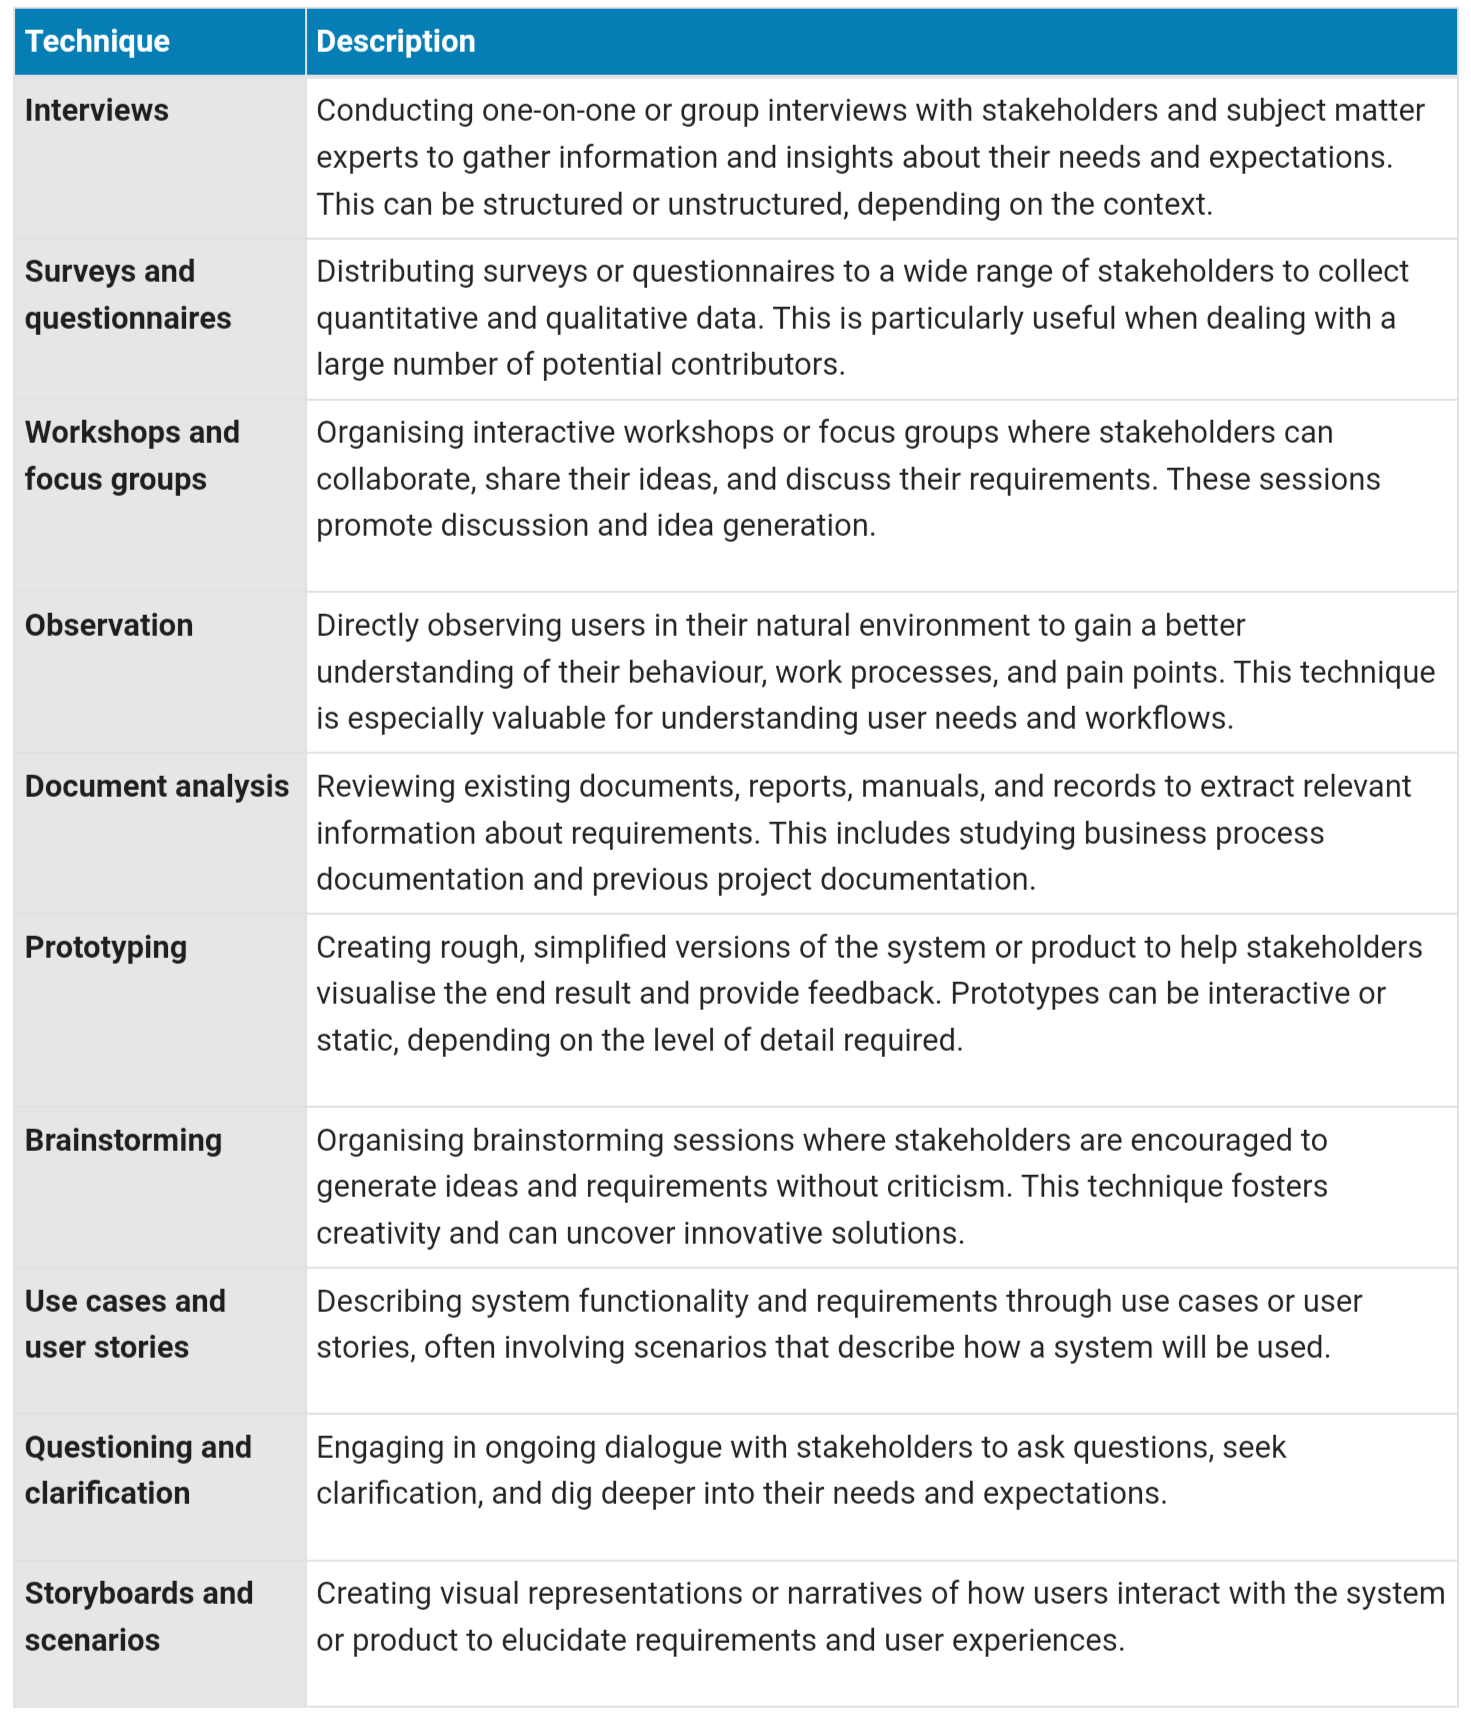 Technique
Description
Interviews
Conducting one-on-one or group interviews with stakeholders and subject matter
experts to gather information and insights about their needs and expectations.
This can be structured or unstructured, depending on the context.
Surveys and
questionnaires
Distributing surveys or questionnaires to a wide range of stakeholders to collect
quantitative and qualitative data. This is particularly useful when dealing with a
large number of potential contributors.
Workshops and
focus groups
Organising interactive workshops or focus groups where stakeholders can
collaborate, share their ideas, and discuss their requirements. These sessions
promote discussion and idea generation.
Observation
Directly observing users in their natural environment to gain a better
understanding of their behaviour, work processes, and pain points. This technique
is especially valuable for understanding user needs and workflows.
Document analysis
Reviewing existing documents, reports, manuals, and records to extract relevant
information about requirements. This includes studying business process
documentation and previous project documentation.
Prototyping
Creating rough, simplified versions of the system or product to help stakeholders
visualise the end result and provide feedback. Prototypes can be interactive or
static, depending on the level of detail required.
Brainstorming
Organising brainstorming sessions where stakeholders are encouraged to
generate ideas and requirements without criticism. This technique fosters
creativity and can uncover innovative solutions.
Use cases and
user stories
Describing system functionality and requirements through use cases or user
stories, often involving scenarios that describe how a system will be used.
Questioning and
clarification
Engaging in ongoing dialogue with stakeholders to ask questions, seek
clarification, and dig deeper into their needs and expectations.
Storyboards and
scenarios
Creating visual representations or narratives of how users interact with the system
or product to elucidate requirements and user experiences.